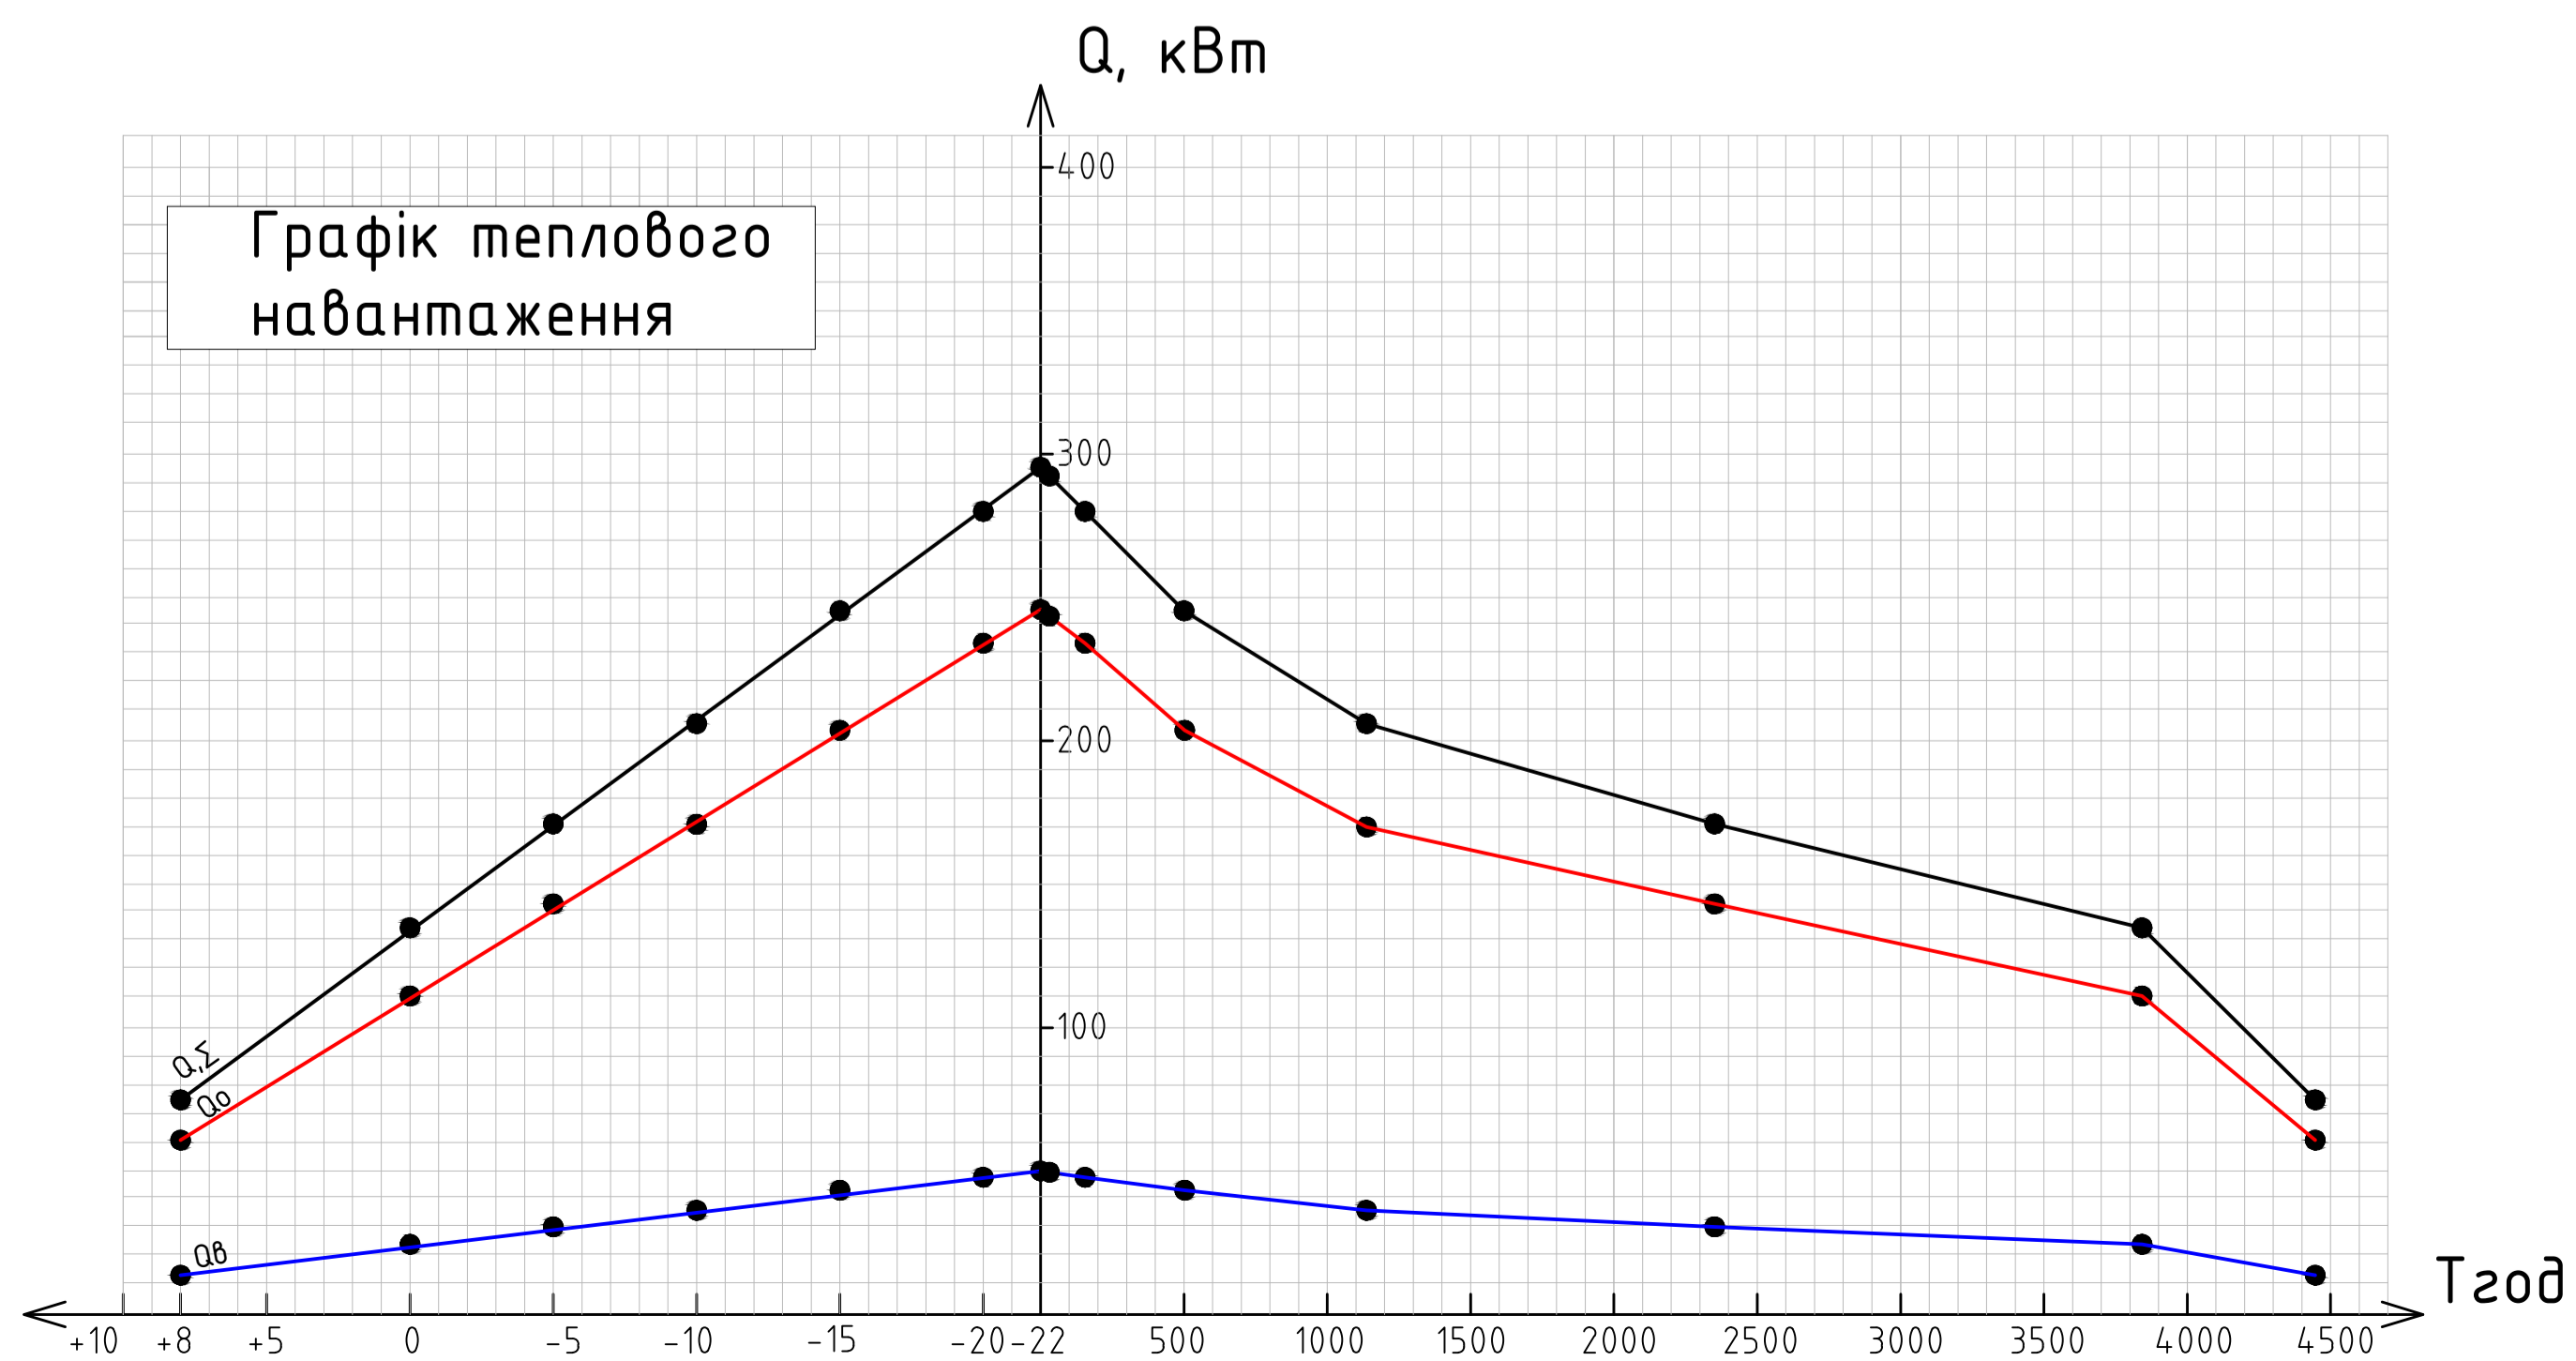 Q, кВт
400
Графік теплового
навантаження
300
200
100
Q,Σ
Qо
Qв
Tгод
+10 +8 +5 0 -5 -10 -15 -20 -22 500 1000 1500 2000 2500 3000 3500 4000 4500